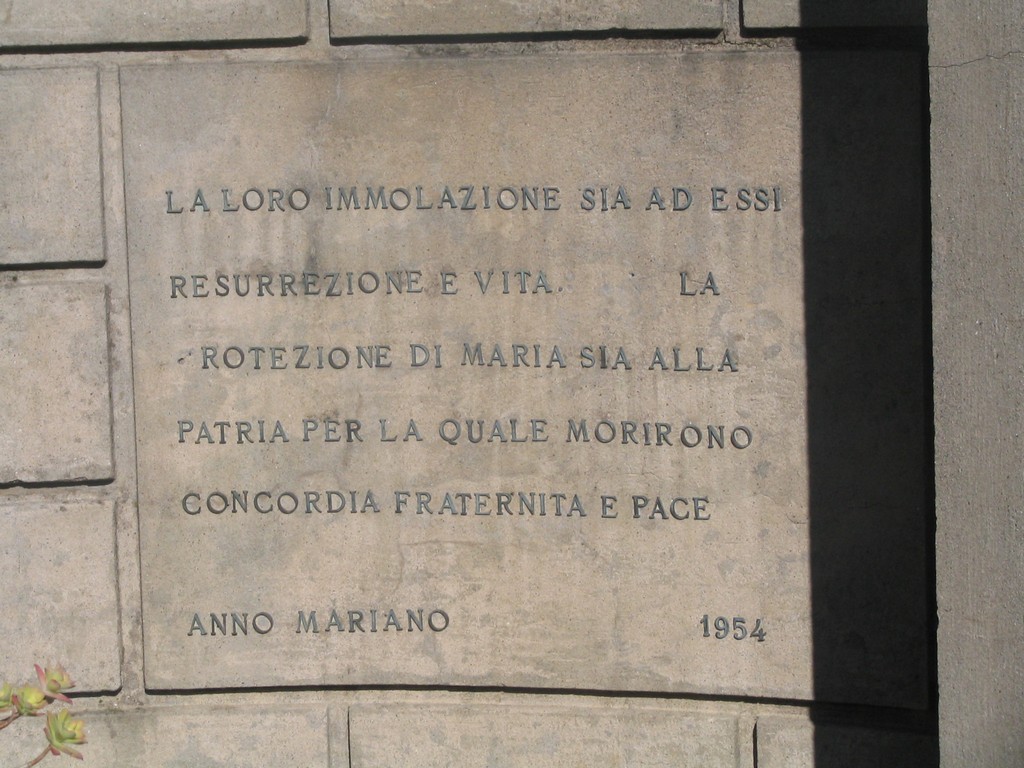 LA LORO IMMOLAZIONE SIA AD ESSI
RESURREZIONE E VITA. LA
ROTEZIONE DI MARIA SIA ALLA
PATRIA PER LA QUALE MORIRONO
CONCORDIA FRATERNITA E PACE
ANNO MARIANO 1954